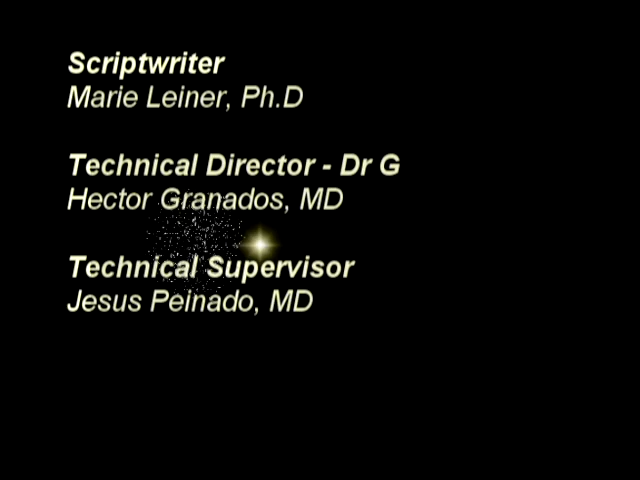 Scriptwriter
Marie Leiner, Ph.D
Technical Director - Dr G
Hector Granados, MD
Technical Supervisor
Jesus Peinado, MD